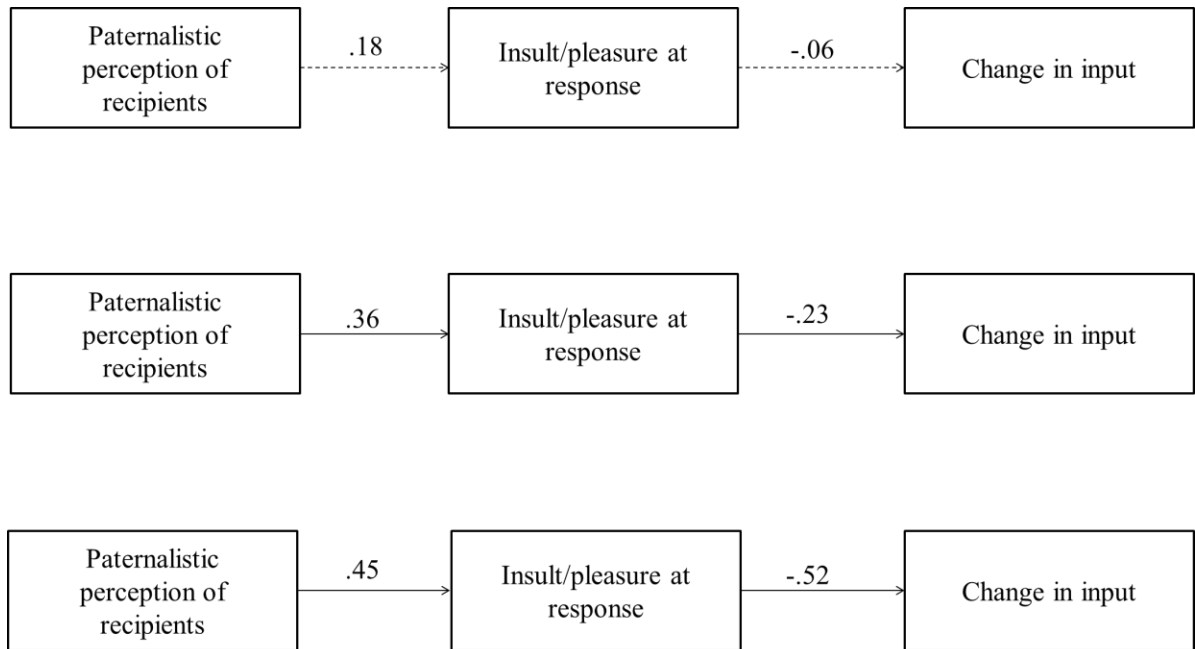 Paternalistic
perception of
recipients
.18
Insult/pleasure at
response
-.06
Change in input
Paternalistic
perception of
recipients
.36
Insult/pleasure at
response
-.23
Change in input
Paternalistic
perception of
recipients
.45
Insult/pleasure at
response
-.52
Change in input